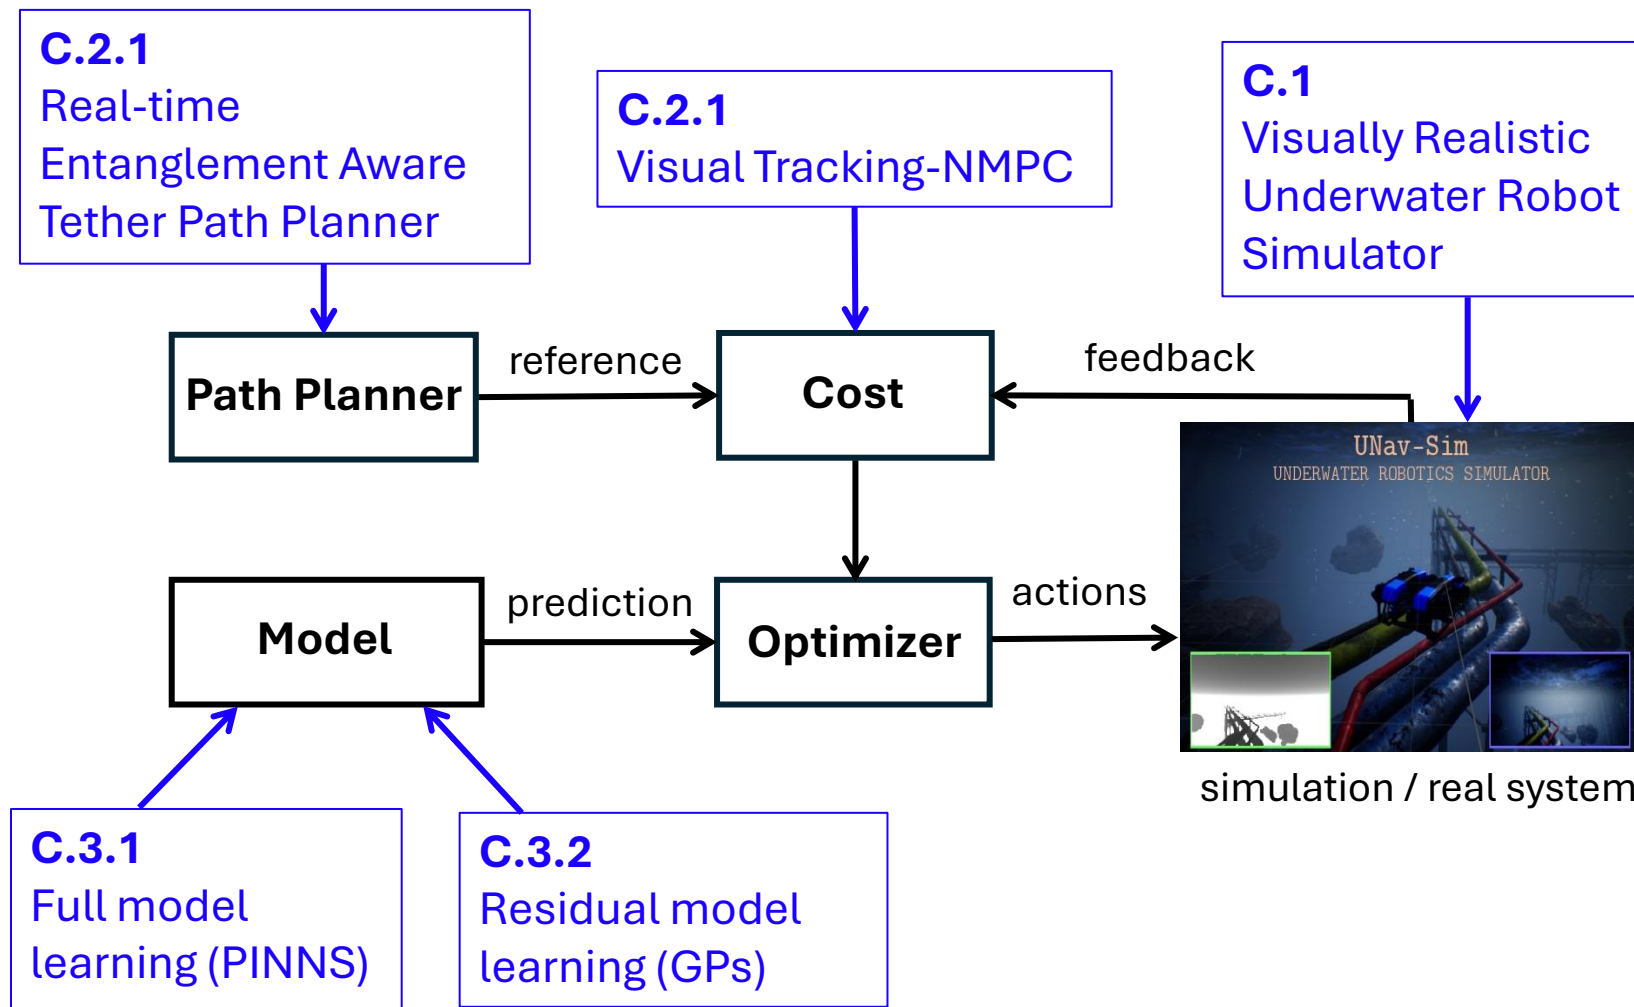 C.2.1
Real-time
Entanglement Aware
Tether Path Planner
C.2.1
Visual Tracking-NMPC
C.1
Visually Realistic
Underwater Robot
Simulator
Path Planner
reference
Cost
feedback
UNav-Sim
UNDERWATER ROBOTICS SIMULATOR
Model
prediction
Optimizer
actions
simulation / real system
C.3.1
Full model
learning (PINNS)
C.3.2
Residual model
learning (GPs)